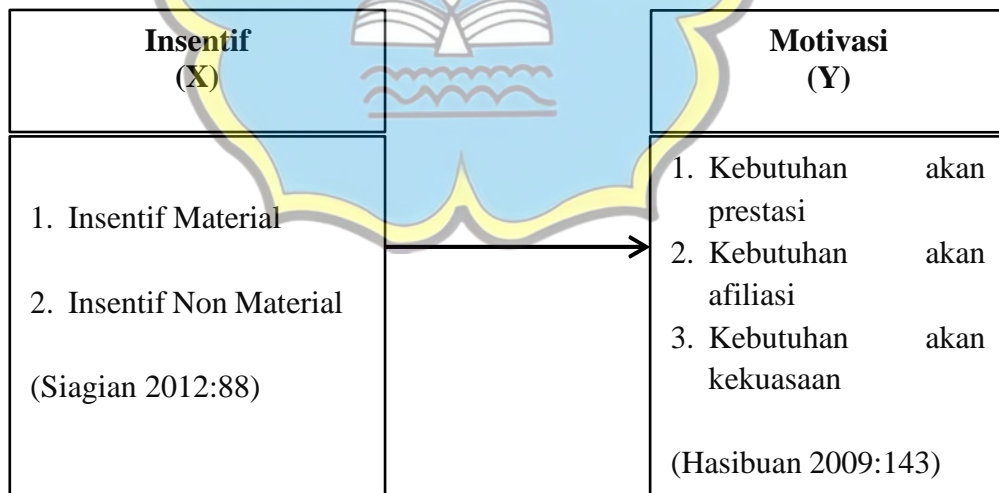 Insentif
(X)
1. Insentif Material
2. Insentif Non Material
(Siagian 2012:88)
Motivasi
(Y)
1. Kebutuhan akan
prestasi
2. Kebutuhan akan
afiliasi
3. Kebutuhan akan
kekuasaan
(Hasibuan 2009:143)